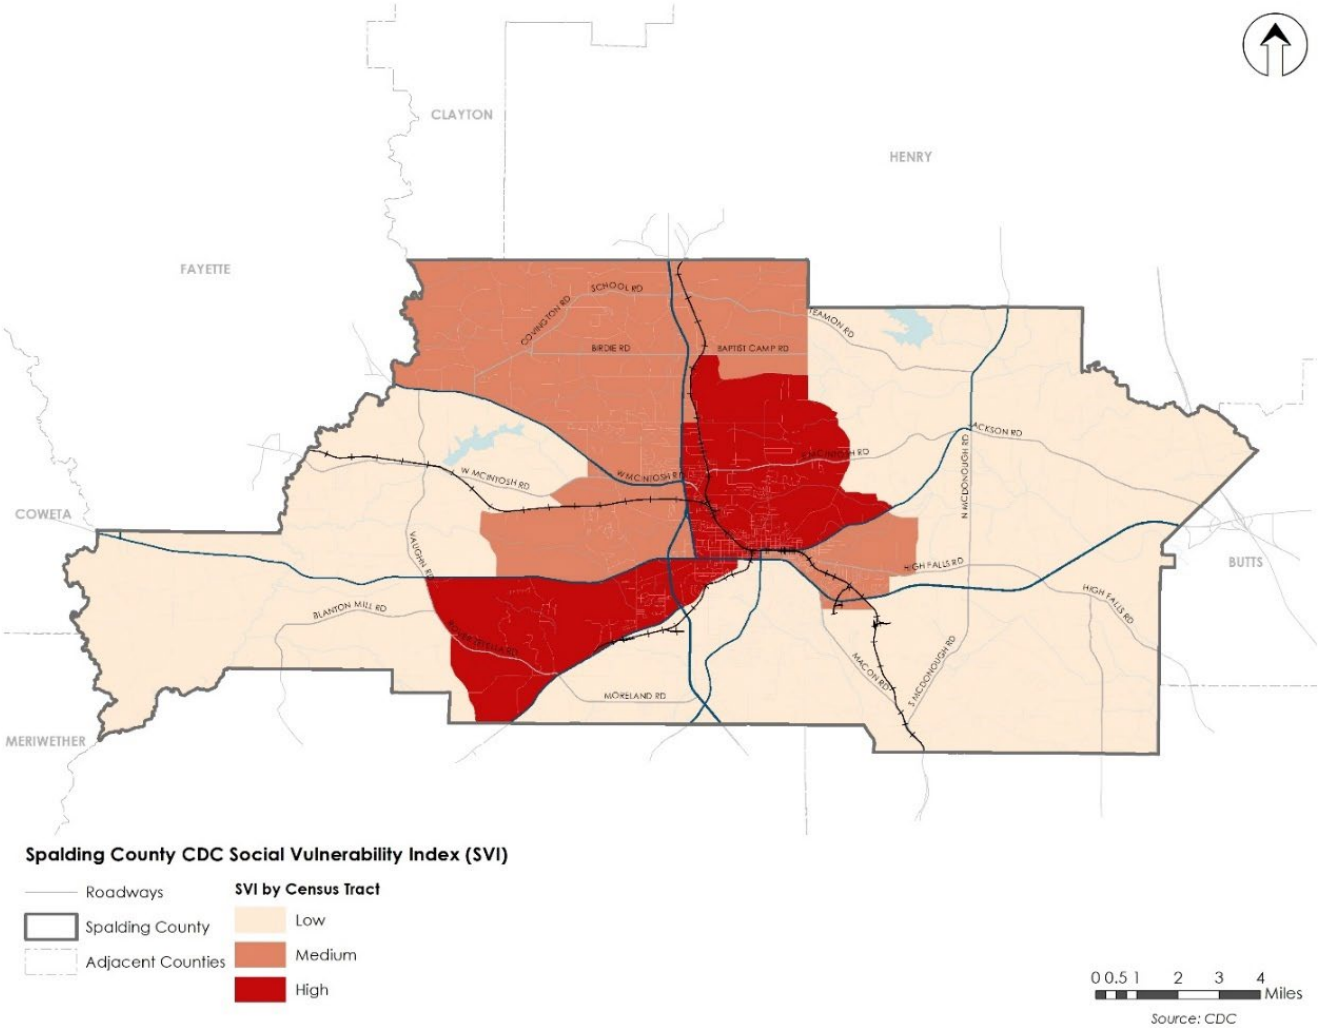 CLAYTON
HENRY
FAYETTE
SCHOOL RD
COVINGTON RD
TEAMON RD
BIRDIE RD
BAPTIST CAMP RD
JACKSON RD
W MCINTOSH RD
W MCINTOSH RD
E MCINTOSH RD
N MCDONOUGH RD
COWETA
VAUGHN RD
HIGH FALLS RD
BUTTS
HIGH FALLS RD
BLANTON MILL RD
MACON RD
S MCDONOUGH RD
MORELAND RD
MERIWETHER
Spalding County CDC Social Vulnerability Index (SVI)
Roadways
Spalding County
Adjacent Counties
SVI by Census Tract
Low
Medium
High
0 0.5 1 2 3 4
Miles
Source: CDC